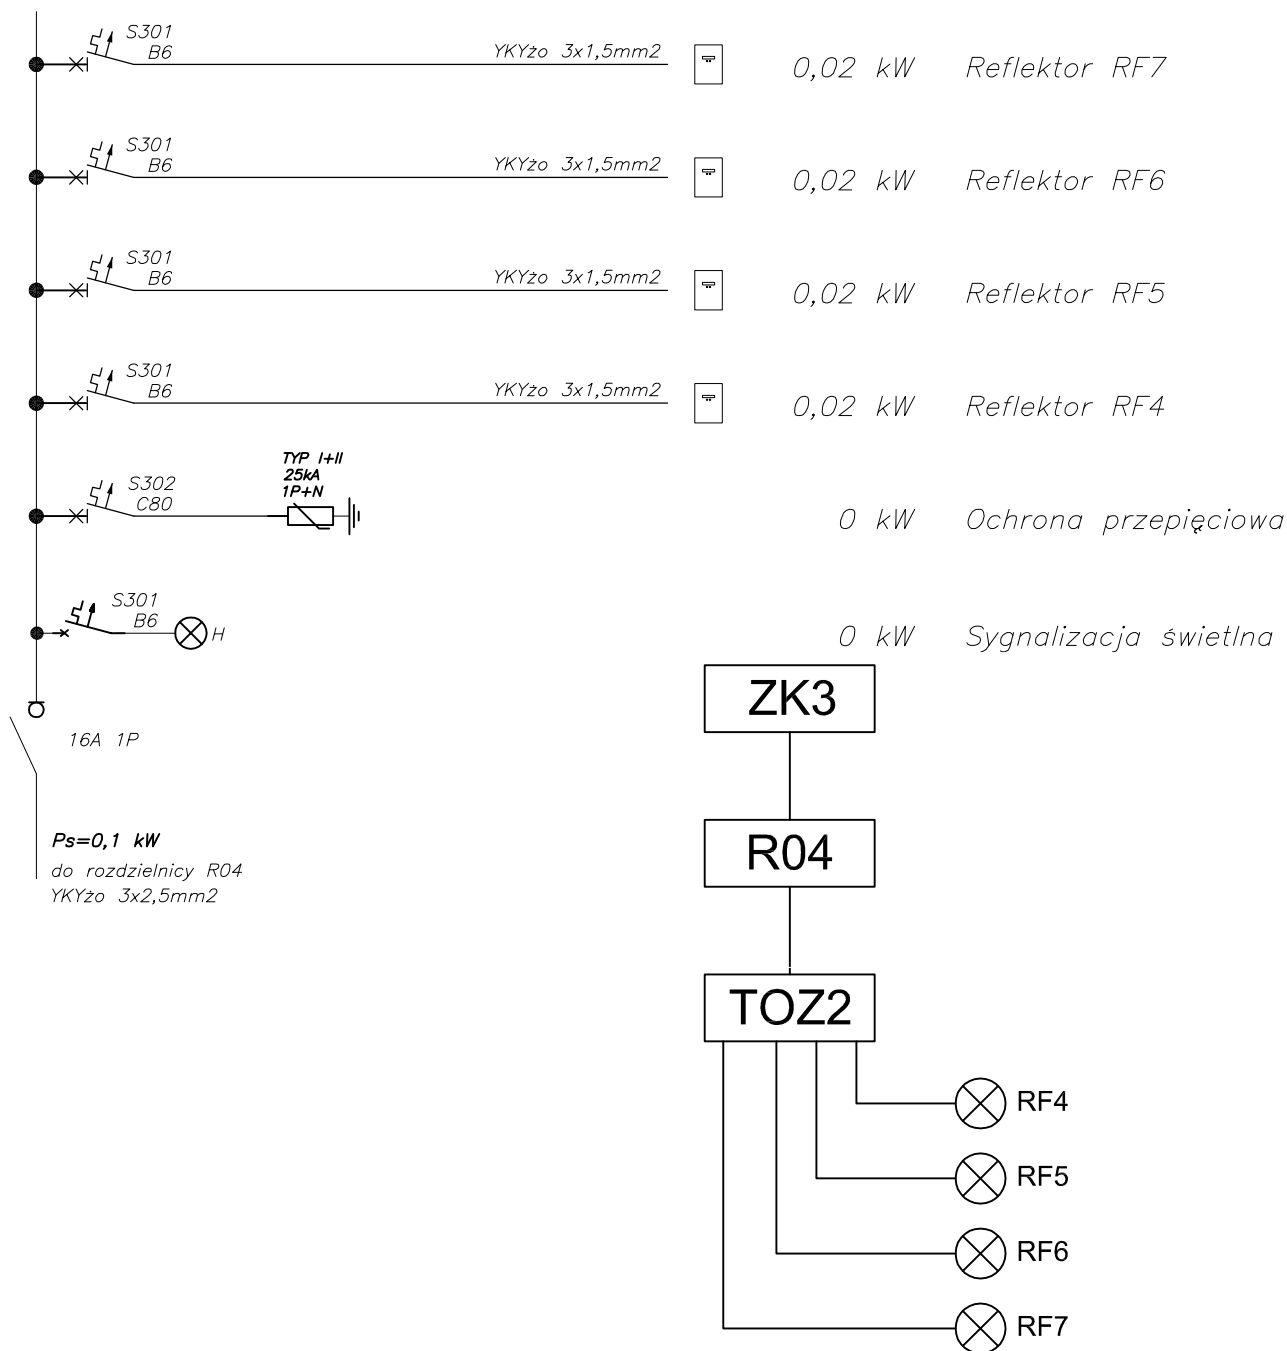 S301
B6
YKYżo 3x1,5mm2
0,02 kW Reflektor RF7
S301
B6
YKYżo 3x1,5mm2
0,02 kW Reflektor RF6
S301
B6
YKYżo 3x1,5mm2
0,02 kW Reflektor RF5
S301
B6
YKYżo 3x1,5mm2
0,02 kW Reflektor RF4
S302
C80
TYP I+II
25kA
1P+N
0 kW Ochrona przepięciowa
S301
B6
H
0 kW Sygnalizacja świetlna
16A 1P
Ps=0,1 kW
do rozdzielnicy R04
YKYżo 3x2,5mm2
ZK3
R04
TOZ2
RF4
RF5
RF6
RF7